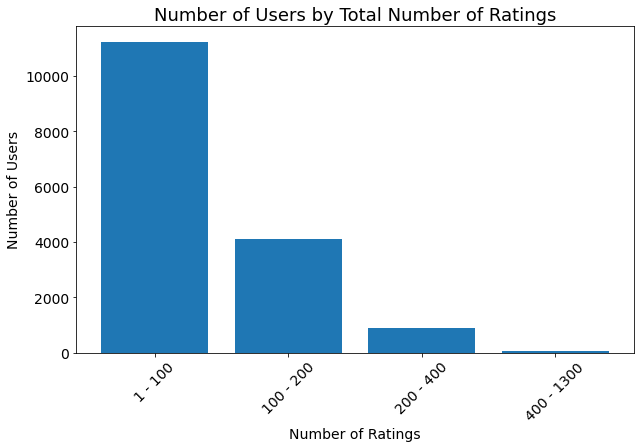 Number of Users by Total Number of Ratings
Number of Users
10000
8000
6000
4000
2000
0
1 - 100
100 - 200
200 - 400
400 - 1300
Number of Ratings